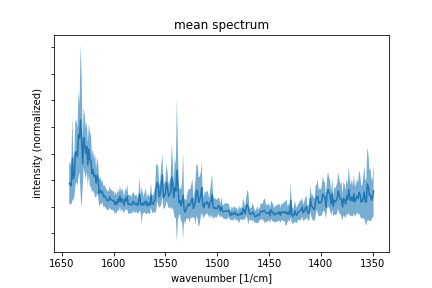 mean spectrum
intensity (normalized)
1650 1600 1550 1500 1450 1400 1350
wavenumber [1/cm]